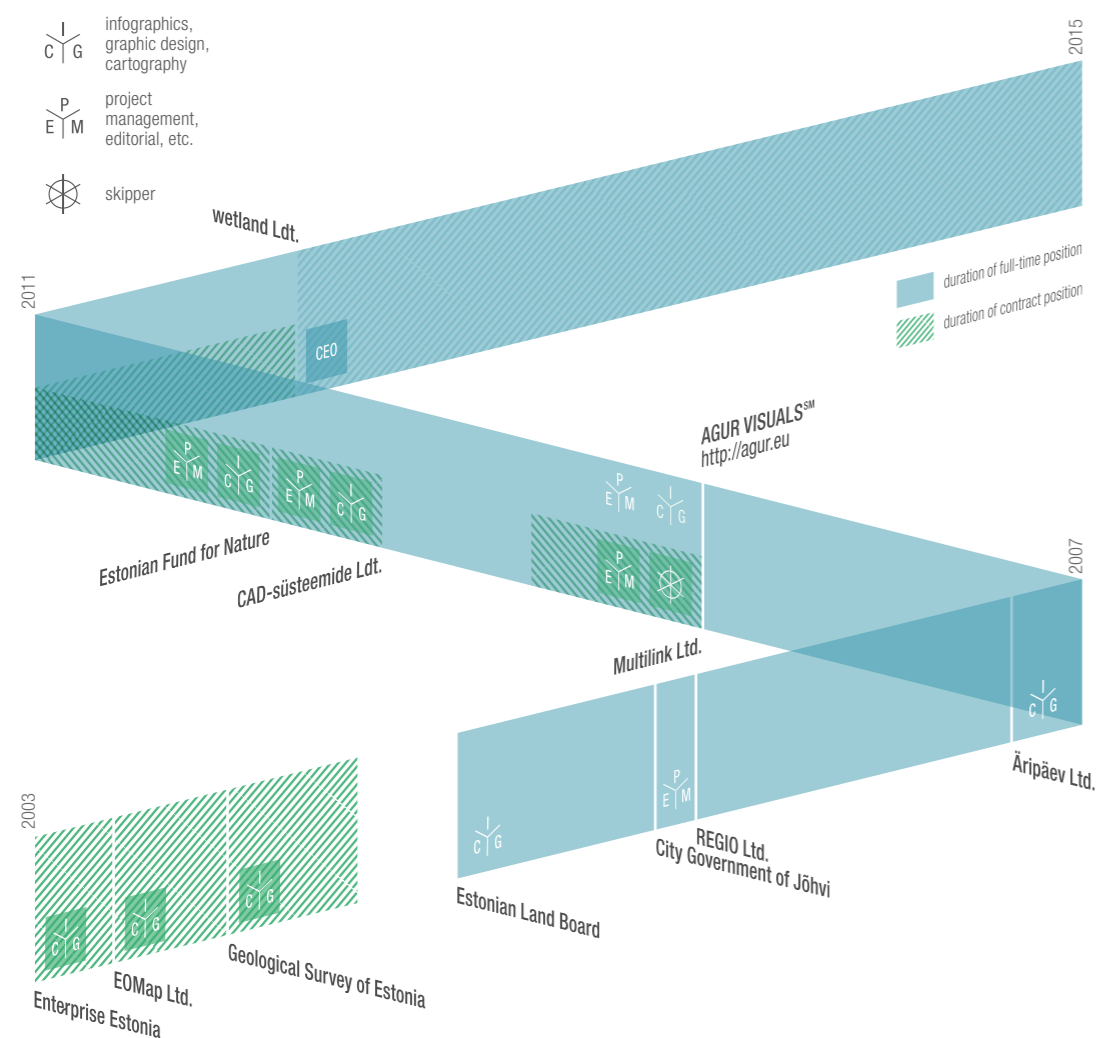 I
C G
infographics,
graphic design,
cartography
P
E M
project
management,
editorial, etc.
skipper
2015
wetland Ldt.
duration of full-time position
duration of contract position
2011
CEO
AGUR VISUALS℠
http://agur.eu
P
E M
I
C G
P
E M
I
C G
P
E M
I
C G
Estonian Fund for Nature
CAD-süsteemide Ldt.
P
E M
2007
Multilink Ltd.
I
C G
Äripäev Ltd.
P
E M
I
C G
REGIO Ltd.
City Government of Jõhvi
Estonian Land Board
2003
I
C G
I
C G
I
C G
Geological Survey of Estonia
EOMap Ltd.
Enterprise Estonia